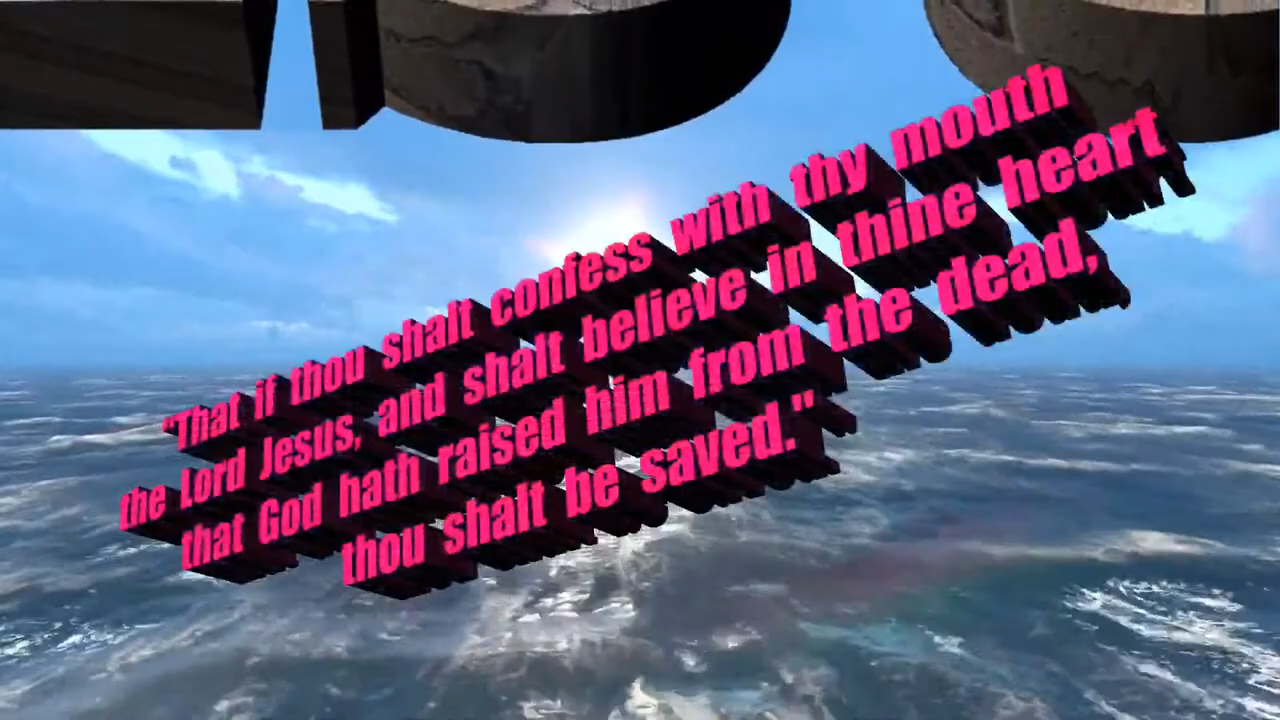 "That if thou shalt confess with thy mouth
the Lord Jesus, and shalt believe in thine heart
that God hath raised him from the dead,
thou shalt be saved."